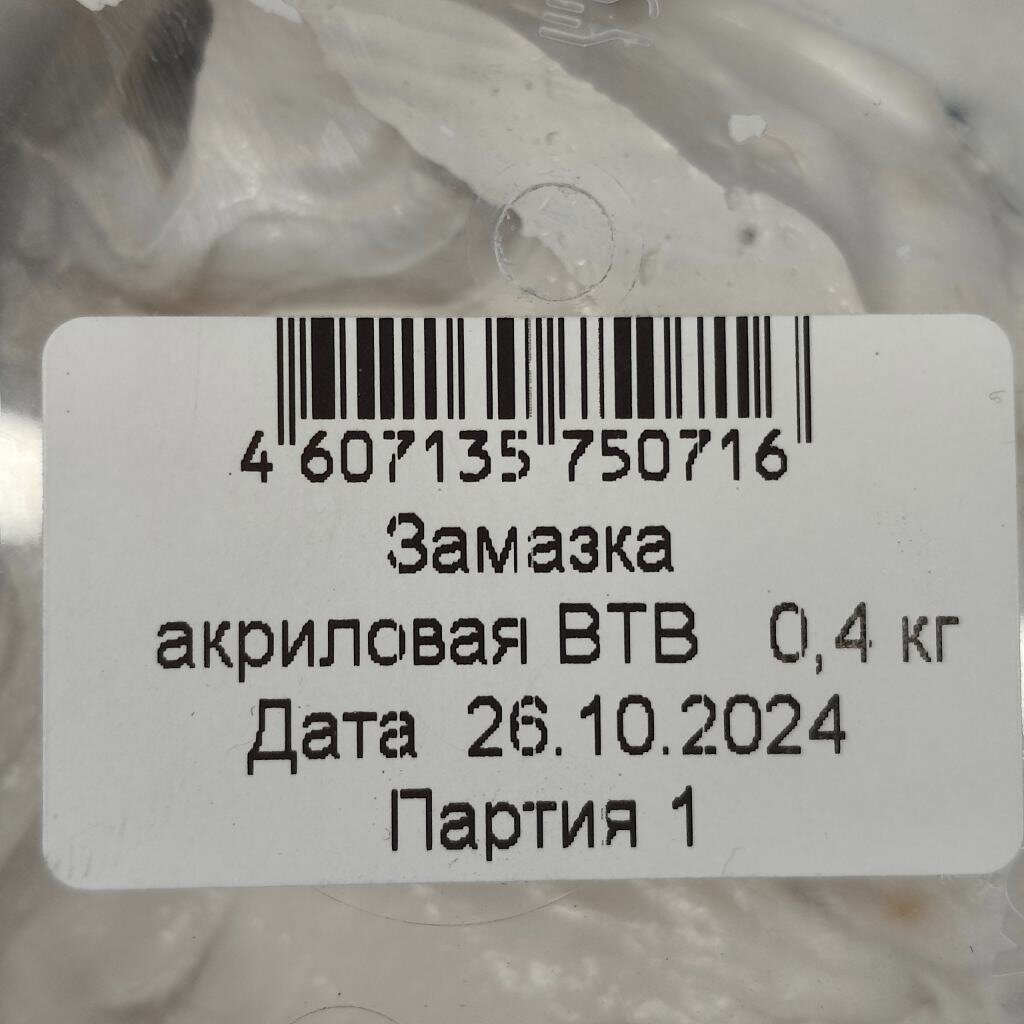 4 607135 750716
Замазка
акриловая ВТВ 0,4 кг
Дата 26.10.2024
Партия 1